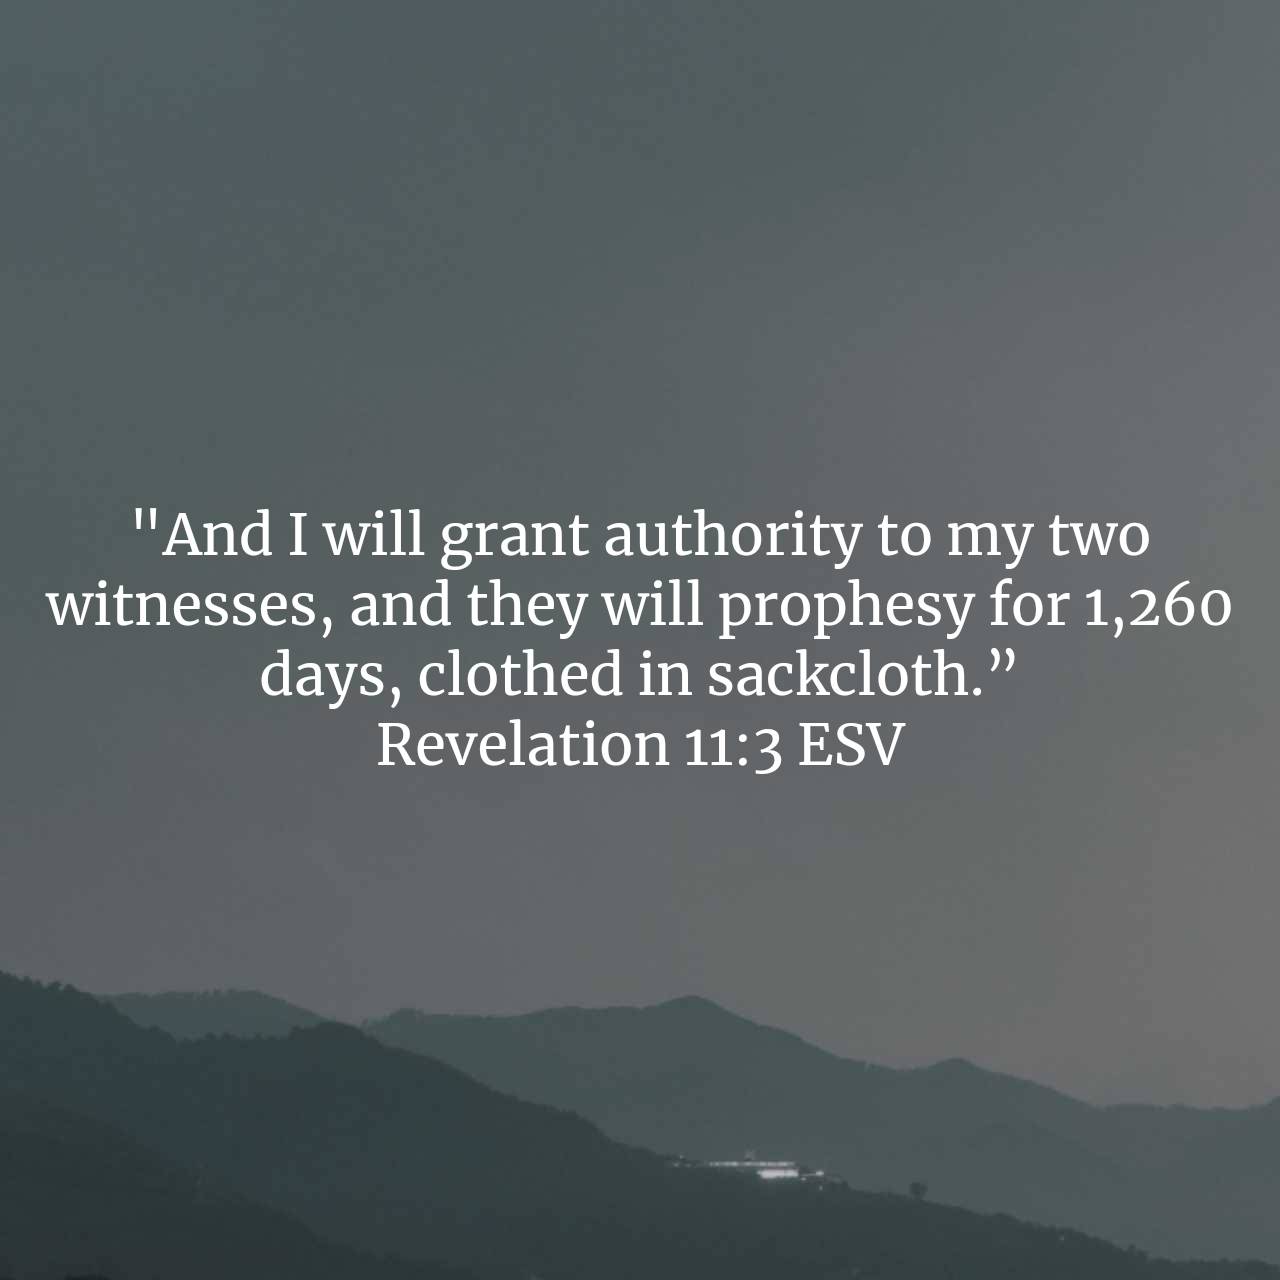 "And I will grant authority to my two
witnesses, and they will prophesy for 1,260
days, clothed in sackcloth.”
Revelation 11:3 ESV